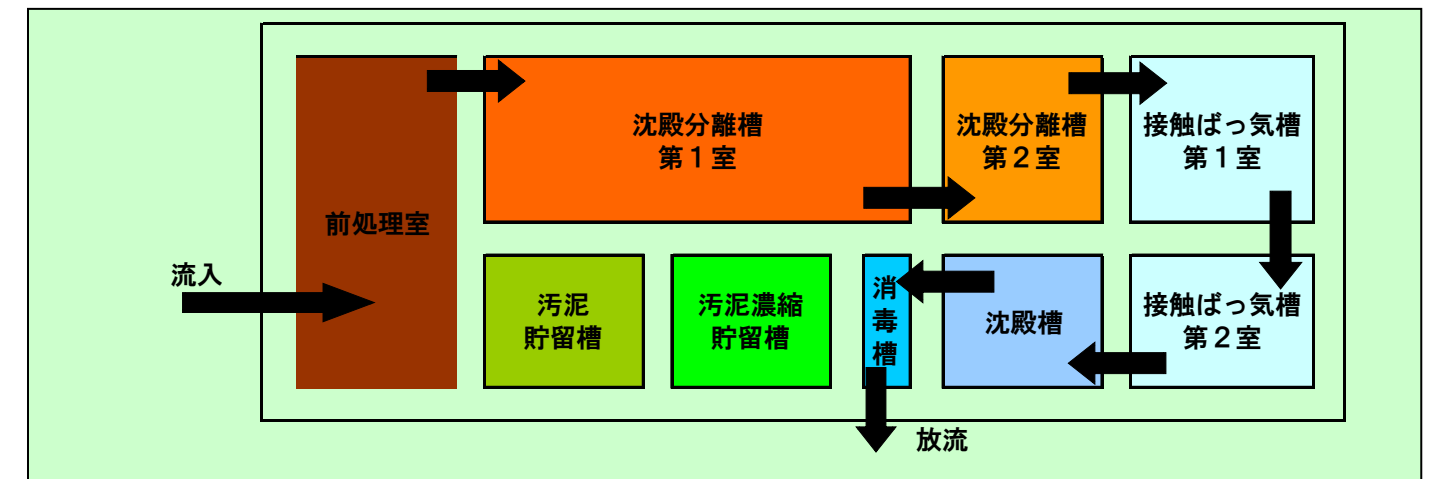 沈殿分離槽
第１室
沈殿分離槽
第２室
接触ばっ気槽
第１室
前処理室
流入
汚泥
貯留槽
汚泥濃縮
貯留槽
消
毒
槽
沈殿槽
接触ばっ気槽
第２室
放流